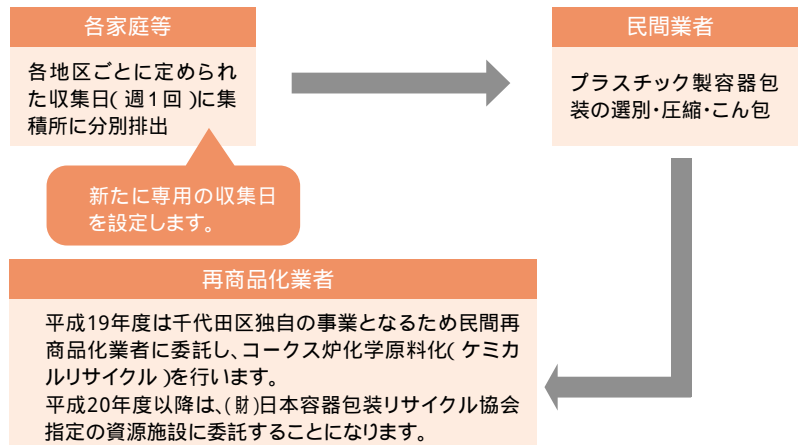 各家庭等
各地区ごとに定められ
た収集日(週1回)に集
積所に分別排出
新たに専用の収集日
を設定します。
民間業者
プラスチック製容器包
装の選別・圧縮・こん包
再商品化業者
平成19年度は千代田区独自の事業となるため民間再
商品化業者に委託し、コークス炉化学原料化(ケミカ
ルリサイクル)を行います。
平成20年度以降は、(財)日本容器包装リサイクル協会
指定の資源施設に委託することになります。